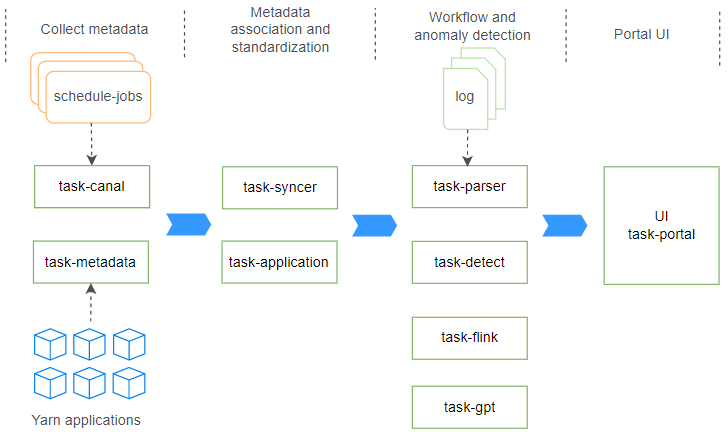 Collect metadata
Metadata
association and
standardization
Workflow and
anomaly detection
Portal UI
schedule-jobs
log
task-canal
task-syncer
task-parser
UI
task-portal
task-metadata
task-application
task-detect
task-flink
task-gpt
Yarn applications